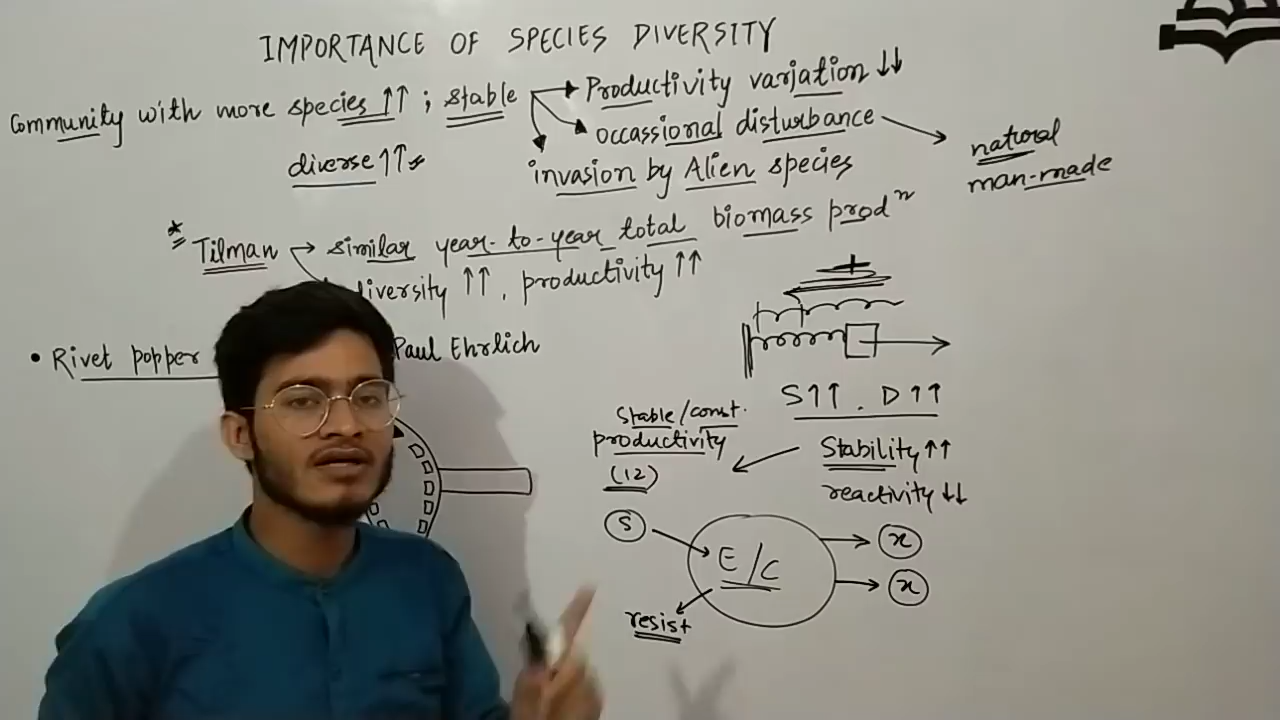 IMPORTANCE OF SPECIES DIVERSITY
Community with more species ↑↑ ; stable → Productivity variation ↓↓
occassional disturbance → natural
man-made
diverse ↑↑
invasion by Alien species
* Tilman → similar year-to-year total biomass prodⁿ
diversity ↑↑ , productivity ↑↑
• Rivet popper
Paul Ehrlich
S↑↑ . D↑↑
Stable/const.
productivity
(12)
Stability ↑↑
reactivity ↓↓
S
E/C
x
x
resist